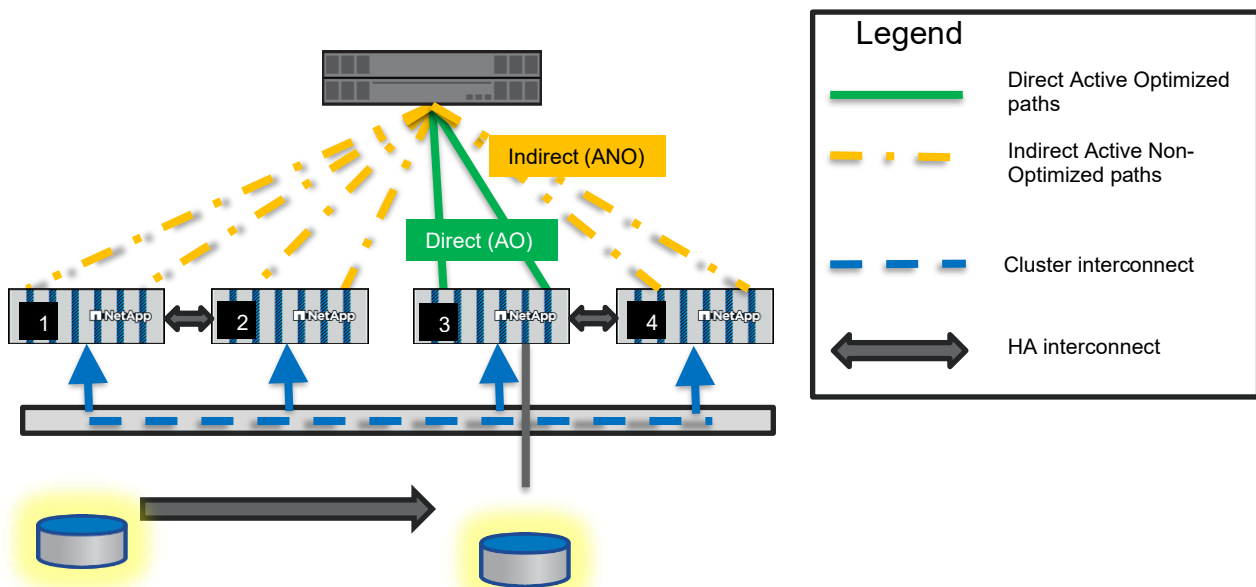 Legend
Direct Active Optimized
paths
Indirect (ANO)
Indirect Active Non-
Optimized paths
Direct (AO)
Cluster interconnect
1
NetApp
2
NetApp
3
NetApp
4
NetApp
HA interconnect